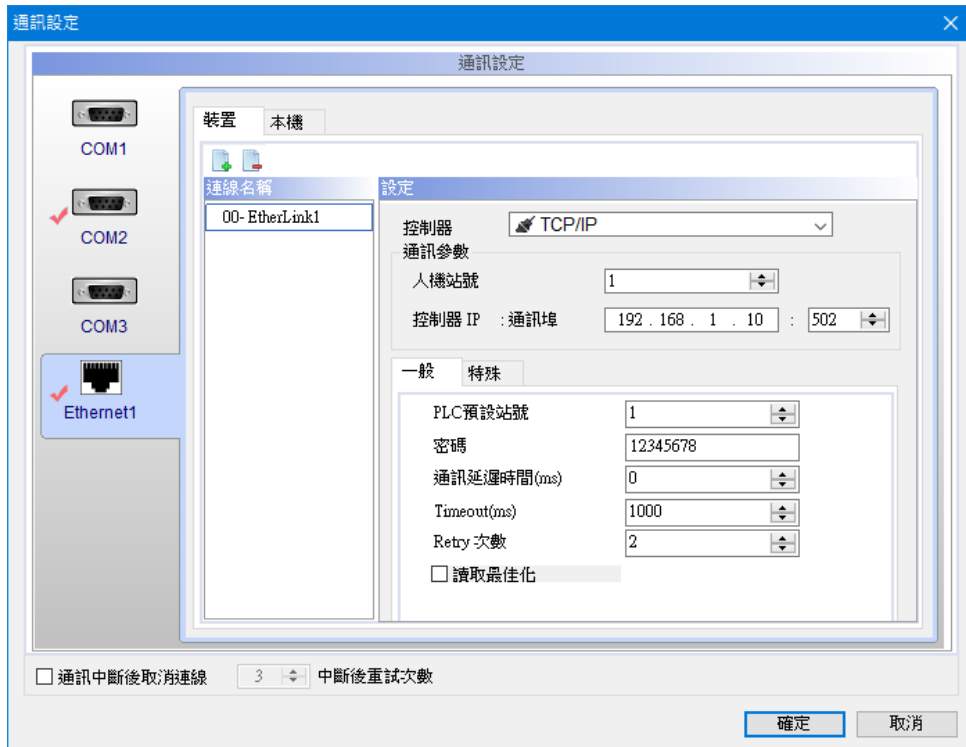 通訊設定
通訊設定
COM1
COM2
COM3
Ethernet1
裝置 本機
連線名稱
00- EtherLink1
設定
控制器 TCP/IP
通訊參數
人機站號 1
控制器 IP :通訊埠 192 . 168 . 1 . 10 : 502
一般 特殊
PLC預設站號 1
密碼 12345678
通訊延遲時間(ms) 0
Timeout(ms) 1000
Retry 次數 2
讀取最佳化
通訊中斷後取消連線 3 中斷後重試次數
確定 取消